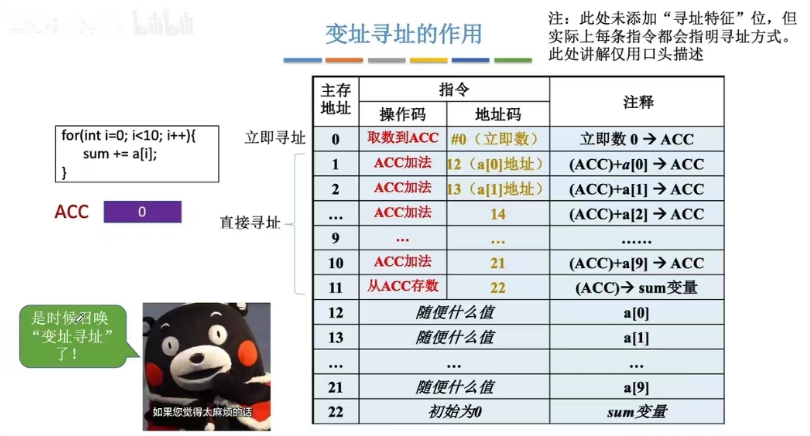 bilibili
变址寻址的作用
注：此处未添加“寻址特征”位，但
实际上每条指令都会指明寻址方式。
此处讲解仅用口头描述
for(int i=0; i<10; i++){
sum += a[i];
}
ACC 0
立即寻址
直接寻址
主存地址 指令 注释
操作码 地址码
0 取数到ACC #0（立即数） 立即数 0 → ACC
1 ACC加法 12（a[0]地址） (ACC)+a[0] → ACC
2 ACC加法 13（a[1]地址） (ACC)+a[1] → ACC
... ACC加法 14 (ACC)+a[2] → ACC
9 ... ... ......
10 ACC加法 21 (ACC)+a[9] → ACC
11 从ACC存数 22 (ACC)→ sum变量
12 随便什么值 a[0]
13 随便什么值 a[1]
... ... ...
21 随便什么值 a[9]
22 初始为0 sum变量
是时候召唤
“变址寻址”
了！
如果您觉得太麻烦的话